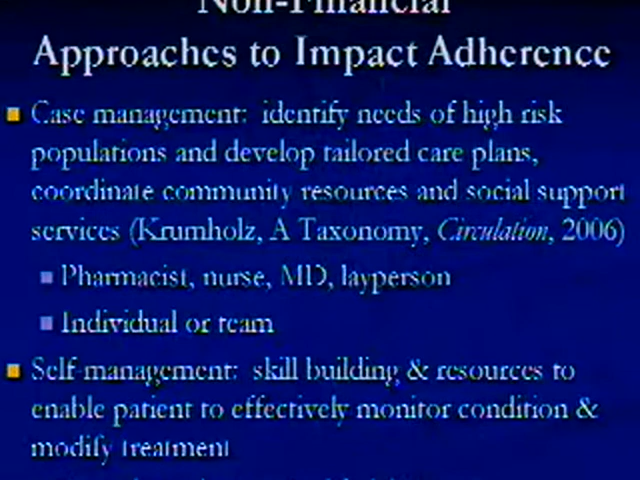 Non-Financial
Approaches to Impact Adherence
Case management: identify needs of high risk
populations and develop tailored care plans,
coordinate community resources and social support
services (Krumholz, A Taxonomy, Circulation, 2006)
Pharmacist, nurse, MD, layperson
Individual or team
Self-management: skill building & resources to
enable patient to effectively monitor condition &
modify treatment